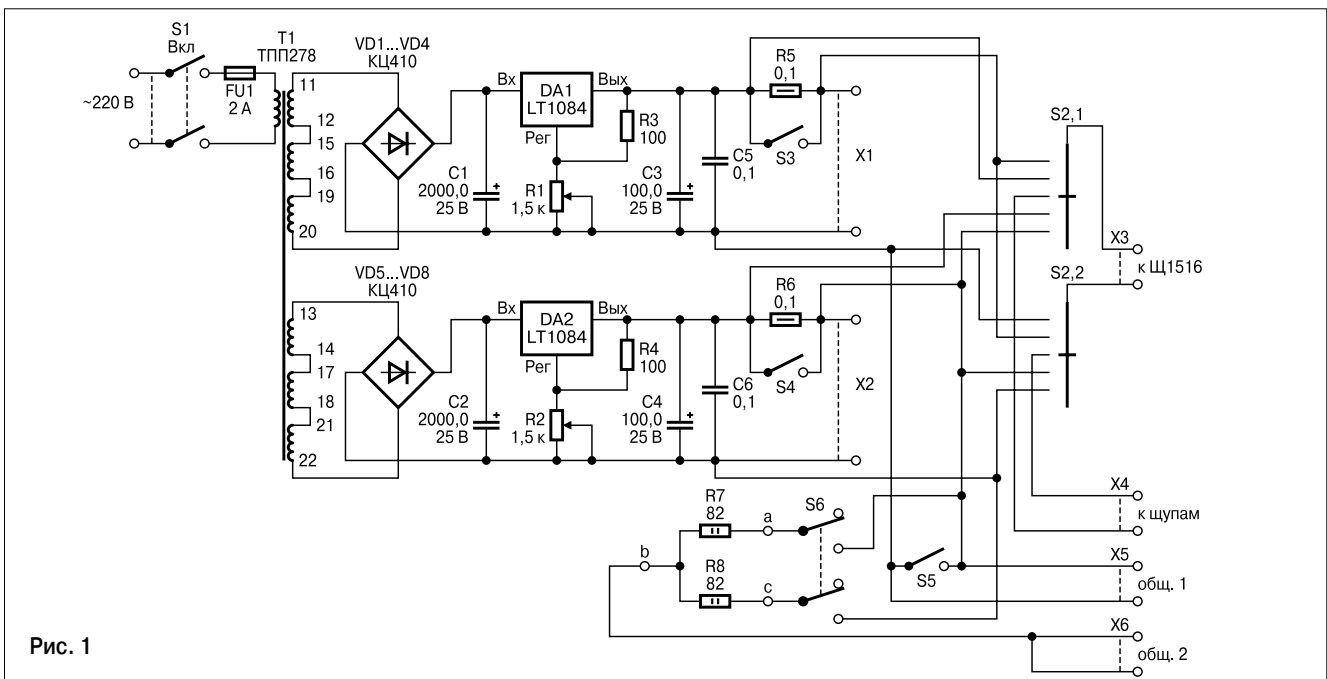 S1
Вкл
~220 В
FU1
2 А
T1
ТПП278
11
12
15
16
19
20
VD1...VD4
КЦ410
C1
2000,0
25 В
+
Вх
DA1
LT1084
Вых
Рег
R1
1,5 к
R3
100
C3
100,0
25 В
+
C5
0,1
R5
0,1
S3
X1
S2,1
X3
к Щ1516
S2,2
13
14
17
18
21
22
VD5...VD8
КЦ410
C2
2000,0
25 В
+
Вх
DA2
LT1084
Вых
Рег
R2
1,5 к
R4
100
C4
100,0
25 В
+
C6
0,1
R6
0,1
S4
X2
R7
82
a
S6
b
R8
82
c
S5
X4
к щупам
X5
общ. 1
X6
общ. 2
Рис. 1